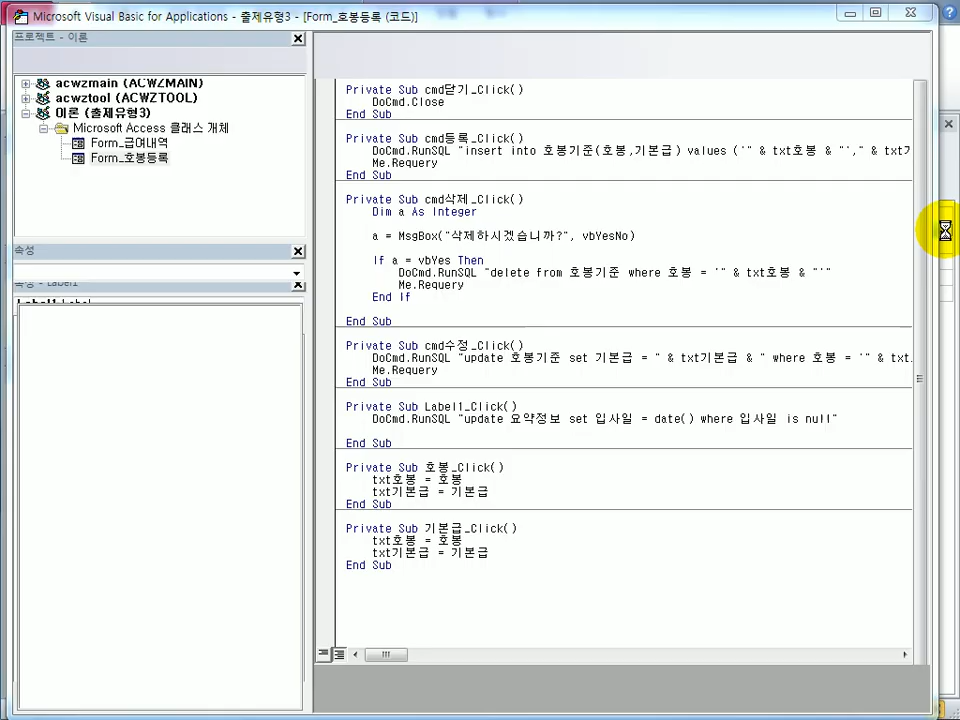 Microsoft Visual Basic for Applications - 출제유형3 - [Form_호봉등록 (코드)]
프로젝트 - 이론
acwzmain (ACWZMAIN)
acwztool (ACWZTOOL)
이론 (출제유형3)
Microsoft Access 클래스 개체
Form_급여내역
Form_호봉등록
속성
속성 - Label1
Label1 Label
Private Sub cmd닫기_Click()
DoCmd.Close
End Sub
Private Sub cmd등록_Click()
DoCmd.RunSQL "insert into 호봉기준(호봉,기본급) values ('" & txt호봉 & "'," & txt기
Me.Requery
End Sub
Private Sub cmd삭제_Click()
Dim a As Integer
a = MsgBox("삭제하시겠습니까?", vbYesNo)
If a = vbYes Then
DoCmd.RunSQL "delete from 호봉기준 where 호봉 = '" & txt호봉 & "'"
Me.Requery
End If
End Sub
Private Sub cmd수정_Click()
DoCmd.RunSQL "update 호봉기준 set 기본급 = " & txt기본급 & " where 호봉 = '" & txt
Me.Requery
End Sub
Private Sub Label1_Click()
DoCmd.RunSQL "update 요약정보 set 입사일 = date() where 입사일 is null"
End Sub
Private Sub 호봉_Click()
txt호봉 = 호봉
txt기본급 = 기본급
End Sub
Private Sub 기본급_Click()
txt호봉 = 호봉
txt기본급 = 기본급
End Sub